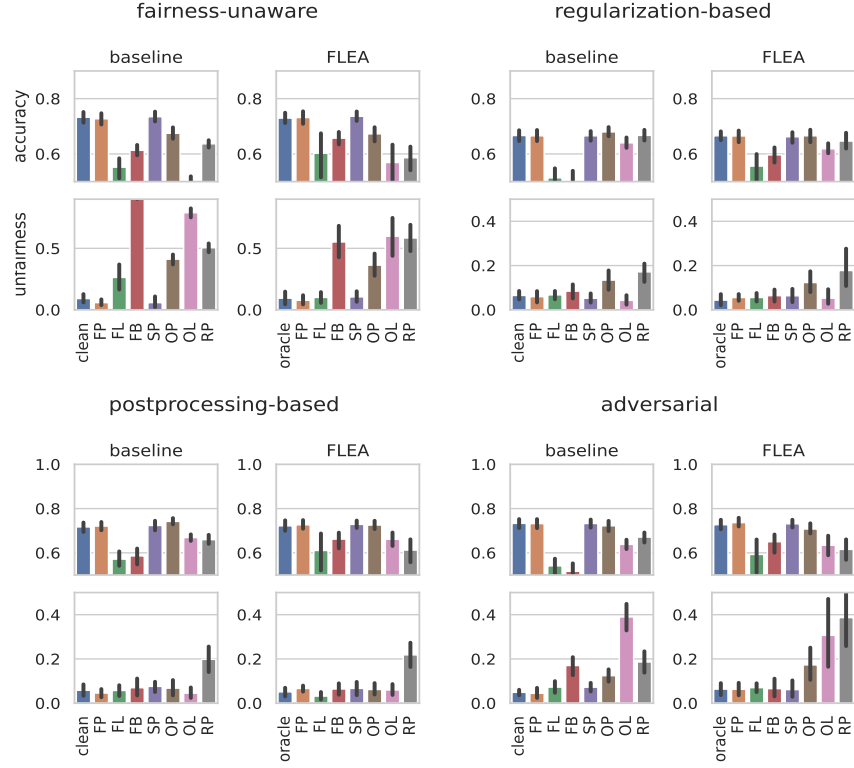 fairness-unaware regularization-based
baseline FLEA baseline FLEA
accuracy
0.8 0.8 0.8 0.8
0.6 0.6 0.6 0.6
unfairness
0.5 0.5 0.4 0.4
0.2 0.2
0.0 0.0 0.0 0.0
clean FP FL FB SP OP OL RP oracle FP FL FB SP OP OL RP clean FP FL FB SP OP OL RP oracle FP FL FB SP OP OL RP
postprocessing-based adversarial
baseline FLEA baseline FLEA
1.0 1.0 1.0 1.0
0.8 0.8 0.8 0.8
0.6 0.6 0.6 0.6
0.4 0.4 0.4 0.4
0.2 0.2 0.2 0.2
0.0 0.0 0.0 0.0
clean FP FL FB SP OP OL RP oracle FP FL FB SP OP OL RP clean FP FL FB SP OP OL RP oracle FP FL FB SP OP OL RP